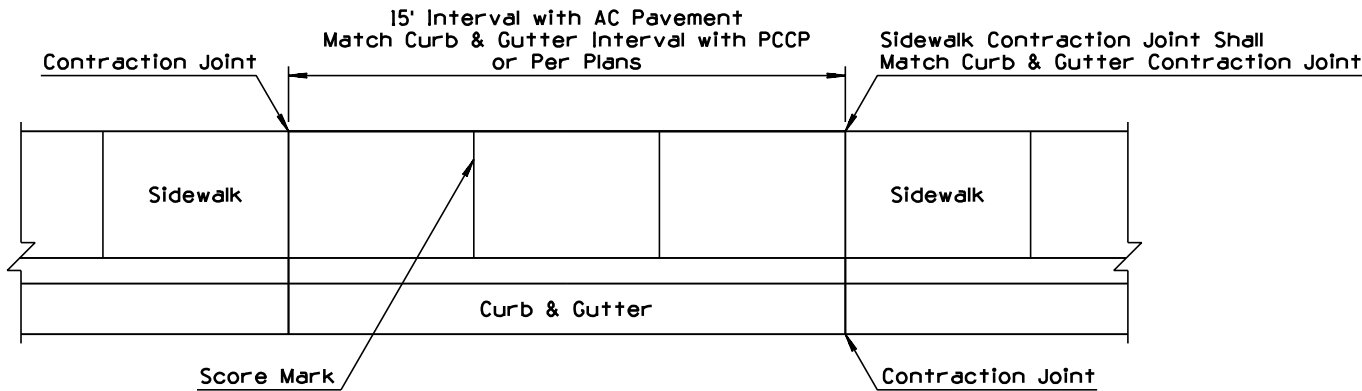 15' Interval with AC Pavement
Match Curb & Gutter Interval with PCCP
or Per Plans
Contraction Joint
Sidewalk Contraction Joint Shall
Match Curb & Gutter Contraction Joint
Sidewalk
Sidewalk
Curb & Gutter
Score Mark
Contraction Joint